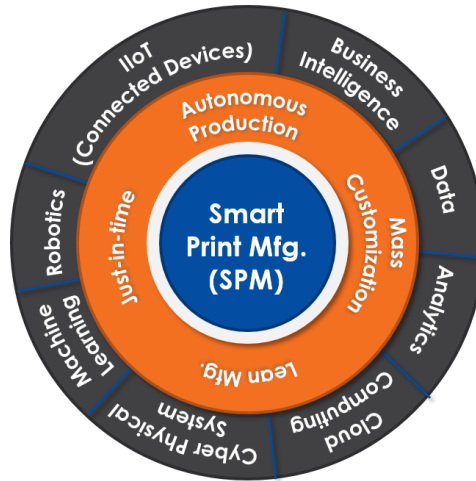 IIoT
(Connected Devices)
Business
Intelligence
Data
Analytics
Cloud
Computing
Cyber Physical
System
Machine
Learning
Robotics
Autonomous
Production
Mass
Customization
Lean Mfg.
Just-in-time
Smart
Print Mfg.
(SPM)